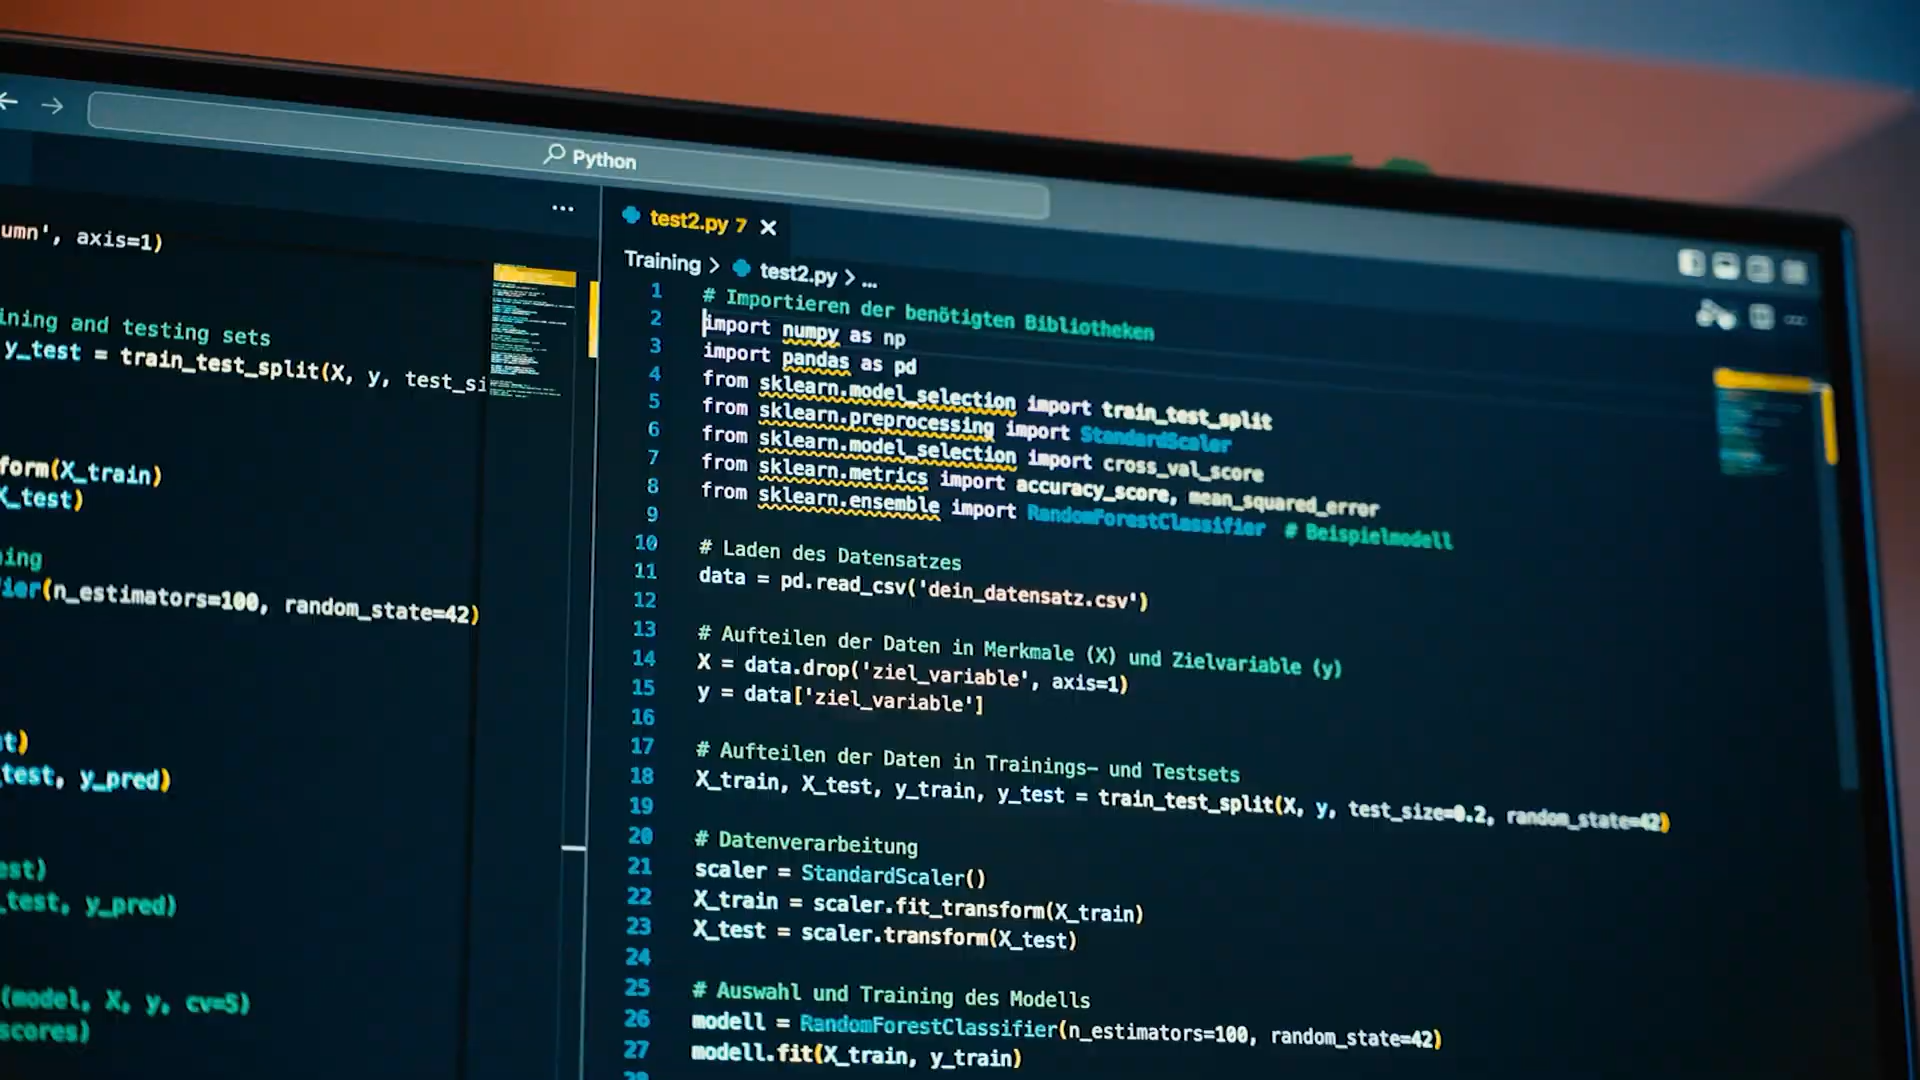 Python
...
umn', axis=1)
ining and testing sets
y_test = train_test_split(X, y, test_si
form(X_train)
X_test)
ing
ier(n_estimators=100, random_state=42)
t)
test, y_pred)
est)
_test, y_pred)
(model, X, y, cv=5)
scores)
test2.py 7
Training > test2.py > ...
1 # Importieren der benötigten Bibliotheken
2 import numpy as np
3 import pandas as pd
4 from sklearn.model_selection import train_test_split
5 from sklearn.preprocessing import StandardScaler
6 from sklearn.model_selection import cross_val_score
7 from sklearn.metrics import accuracy_score, mean_squared_error
8 from sklearn.ensemble import RandomForestClassifier # Beispielmodell
9
10 # Laden des Datensatzes
11 data = pd.read_csv('dein_datensatz.csv')
12
13 # Aufteilen der Daten in Merkmale (X) und Zielvariable (y)
14 X = data.drop('ziel_variable', axis=1)
15 y = data['ziel_variable']
16
17 # Aufteilen der Daten in Trainings- und Testsets
18 X_train, X_test, y_train, y_test = train_test_split(X, y, test_size=0.2, random_state=42)
19
20 # Datenverarbeitung
21 scaler = StandardScaler()
22 X_train = scaler.fit_transform(X_train)
23 X_test = scaler.transform(X_test)
24
25 # Auswahl und Training des Modells
26 modell = RandomForestClassifier(n_estimators=100, random_state=42)
27 modell.fit(X_train, y_train)